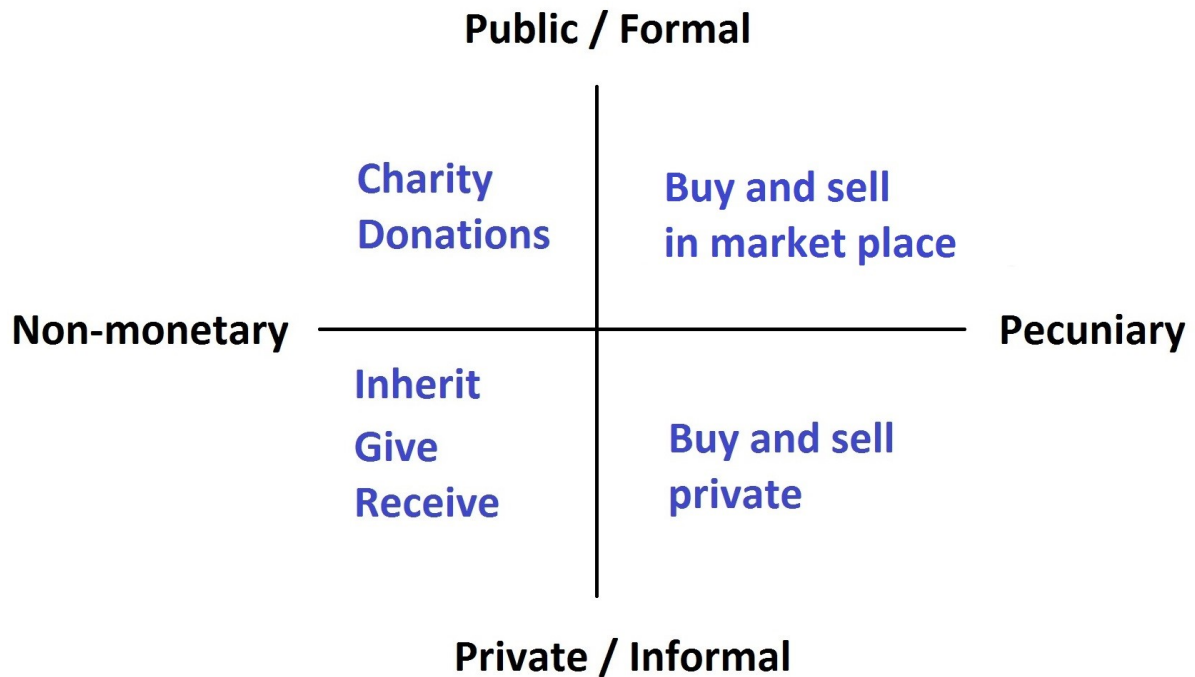 Public / Formal
Charity
Donations
Buy and sell
in market place
Non-monetary
Pecuniary
Inherit
Give
Receive
Buy and sell
private
Private / Informal